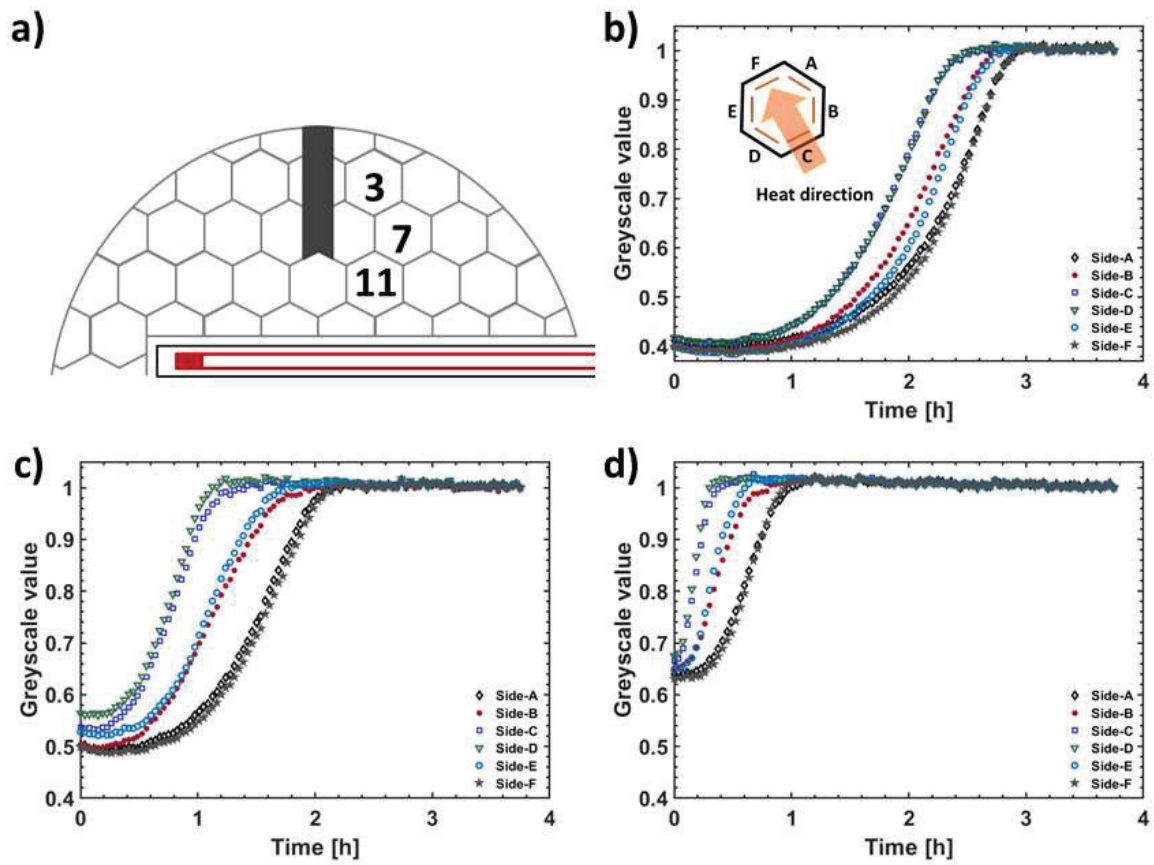 a)
3
7
11
b)
Greyscale value
1
0.9
0.8
0.7
0.6
0.5
0.4
F A
E B
D C
Heat direction
Side-A
Side-B
Side-C
Side-D
Side-E
Side-F
0 1 2 3 4
Time [h]
c)
Greyscale value
1
0.9
0.8
0.7
0.6
0.5
0.4
Side-A
Side-B
Side-C
Side-D
Side-E
Side-F
0 1 2 3 4
Time [h]
d)
Greyscale value
1
0.9
0.8
0.7
0.6
0.5
0.4
Side-A
Side-B
Side-C
Side-D
Side-E
Side-F
0 1 2 3 4
Time [h]